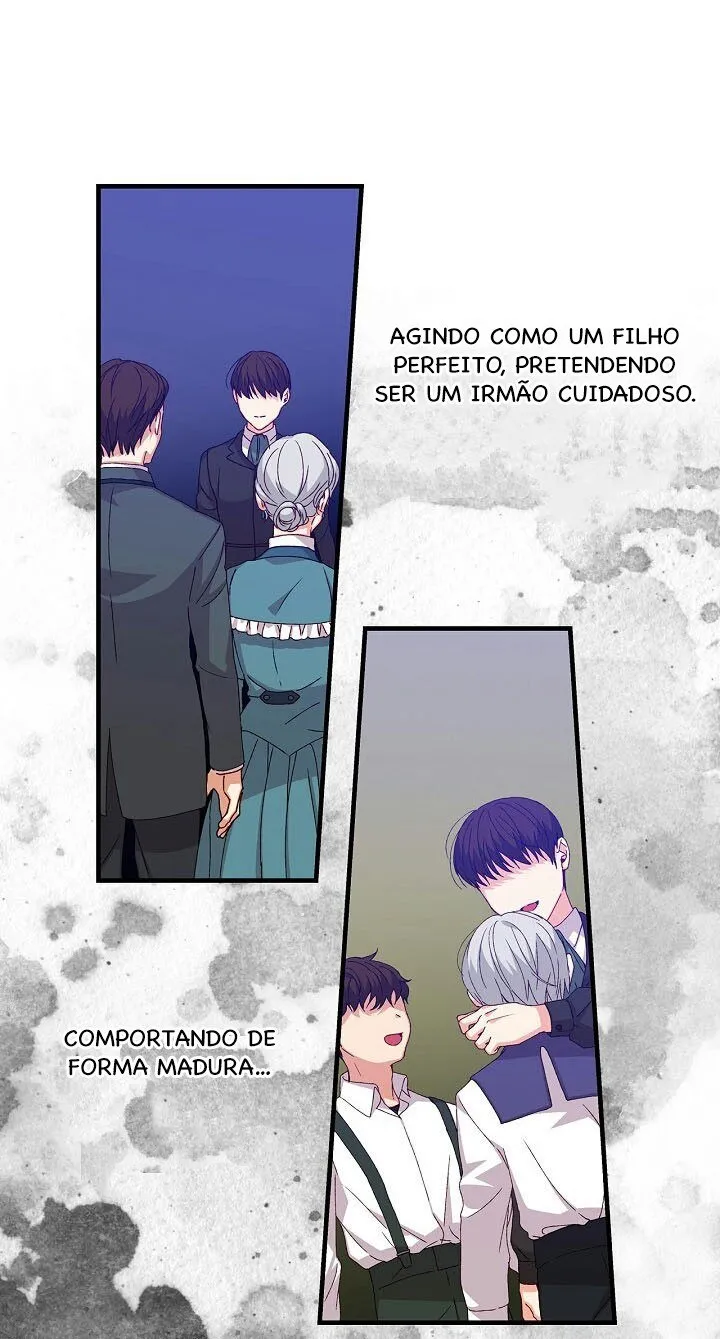 AGINDO COMO UM FILHO
PERFEITO, PRETENDENDO
SER UM IRMÃO CUIDADOSO.
COMPORTANDO DE
FORMA MADURA...